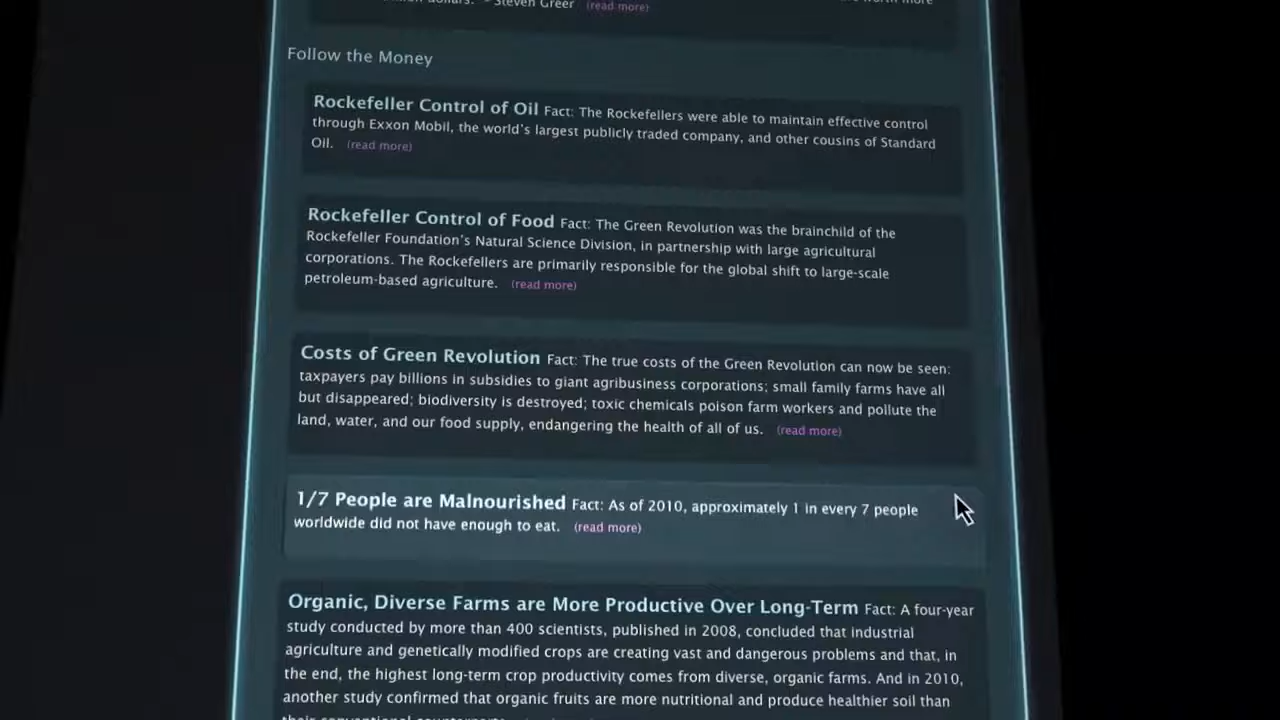 dollars." - Steven Greer (read more)
Follow the Money
Rockefeller Control of Oil Fact: The Rockefellers were able to maintain effective control
through Exxon Mobil, the world's largest publicly traded company, and other cousins of Standard
Oil. (read more)
Rockefeller Control of Food Fact: The Green Revolution was the brainchild of the
Rockefeller Foundation's Natural Science Division, in partnership with large agricultural
corporations. The Rockefellers are primarily responsible for the global shift to large-scale
petroleum-based agriculture. (read more)
Costs of Green Revolution Fact: The true costs of the Green Revolution can now be seen:
taxpayers pay billions in subsidies to giant agribusiness corporations; small family farms have all
but disappeared; biodiversity is destroyed; toxic chemicals poison farm workers and pollute the
land, water, and our food supply, endangering the health of all of us. (read more)
1/7 People are Malnourished Fact: As of 2010, approximately 1 in every 7 people
worldwide did not have enough to eat. (read more)
Organic, Diverse Farms are More Productive Over Long-Term Fact: A four-year
study conducted by more than 400 scientists, published in 2008, concluded that industrial
agriculture and genetically modified crops are creating vast and dangerous problems and that, in
the end, the highest long-term crop productivity comes from diverse, organic farms. And in 2010,
another study confirmed that organic fruits are more nutritional and produce healthier soil than